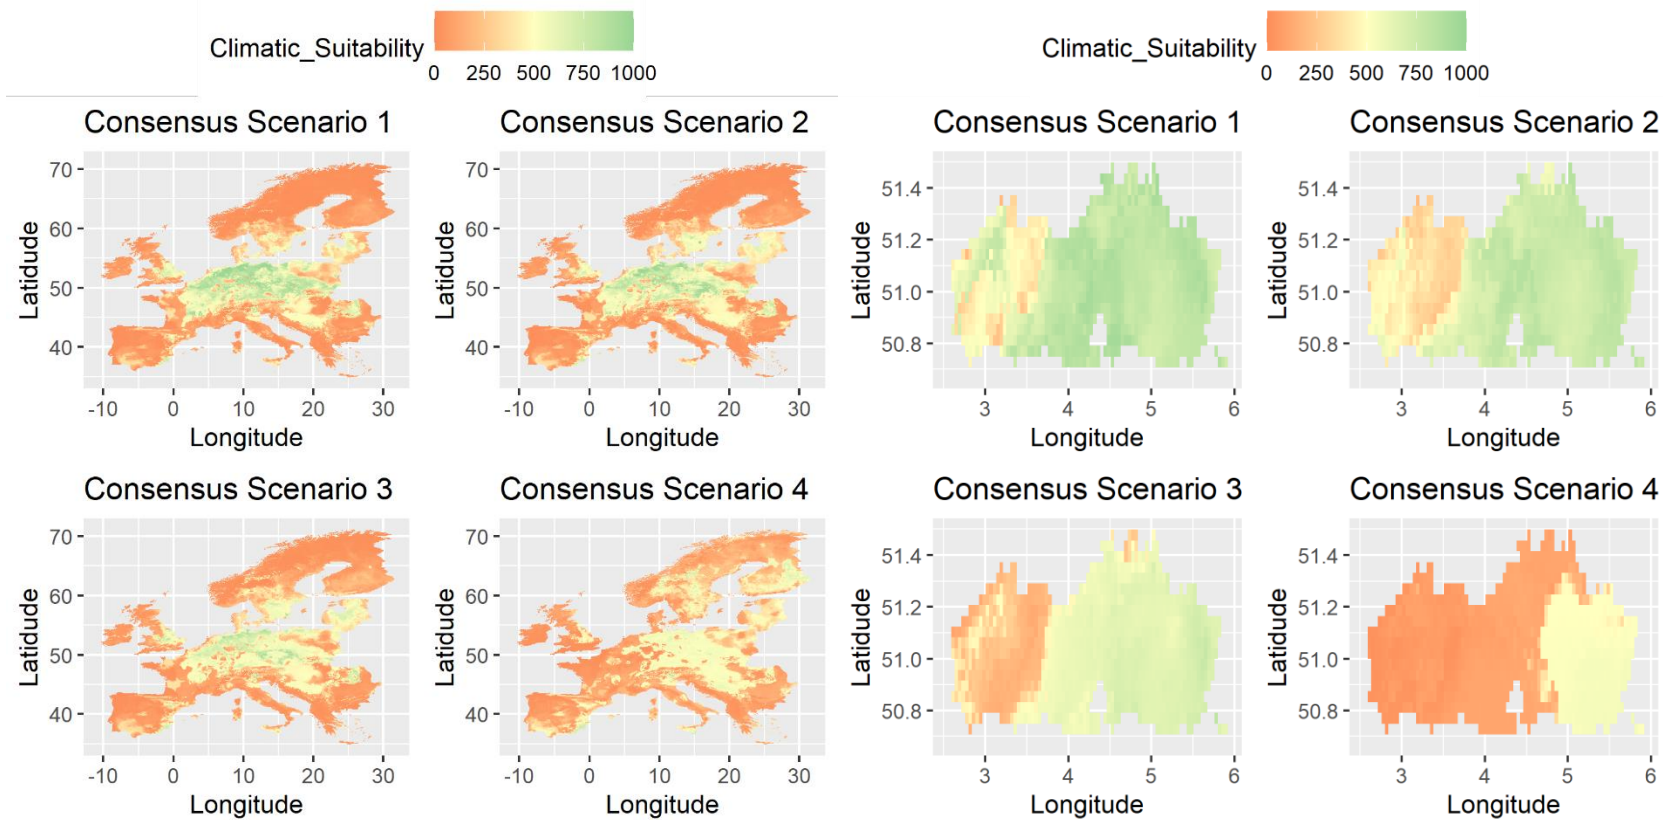 Climatic_Suitability
0 250 500 750 1000
Climatic_Suitability
0 250 500 750 1000
Consensus Scenario 1
70
60
50
40
Latidude
-10 0 10 20 30
Longitude
Consensus Scenario 2
70
60
50
40
Latidude
-10 0 10 20 30
Longitude
Consensus Scenario 1
51.4
51.2
51.0
50.8
Latidude
3 4 5 6
Longitude
Consensus Scenario 2
51.4
51.2
51.0
50.8
Latidude
3 4 5 6
Longitude
Consensus Scenario 3
70
60
50
40
Latidude
-10 0 10 20 30
Longitude
Consensus Scenario 4
70
60
50
40
Latidude
-10 0 10 20 30
Longitude
Consensus Scenario 3
51.4
51.2
51.0
50.8
Latidude
3 4 5 6
Longitude
Consensus Scenario 4
51.4
51.2
51.0
50.8
Latidude
3 4 5 6
Longitude